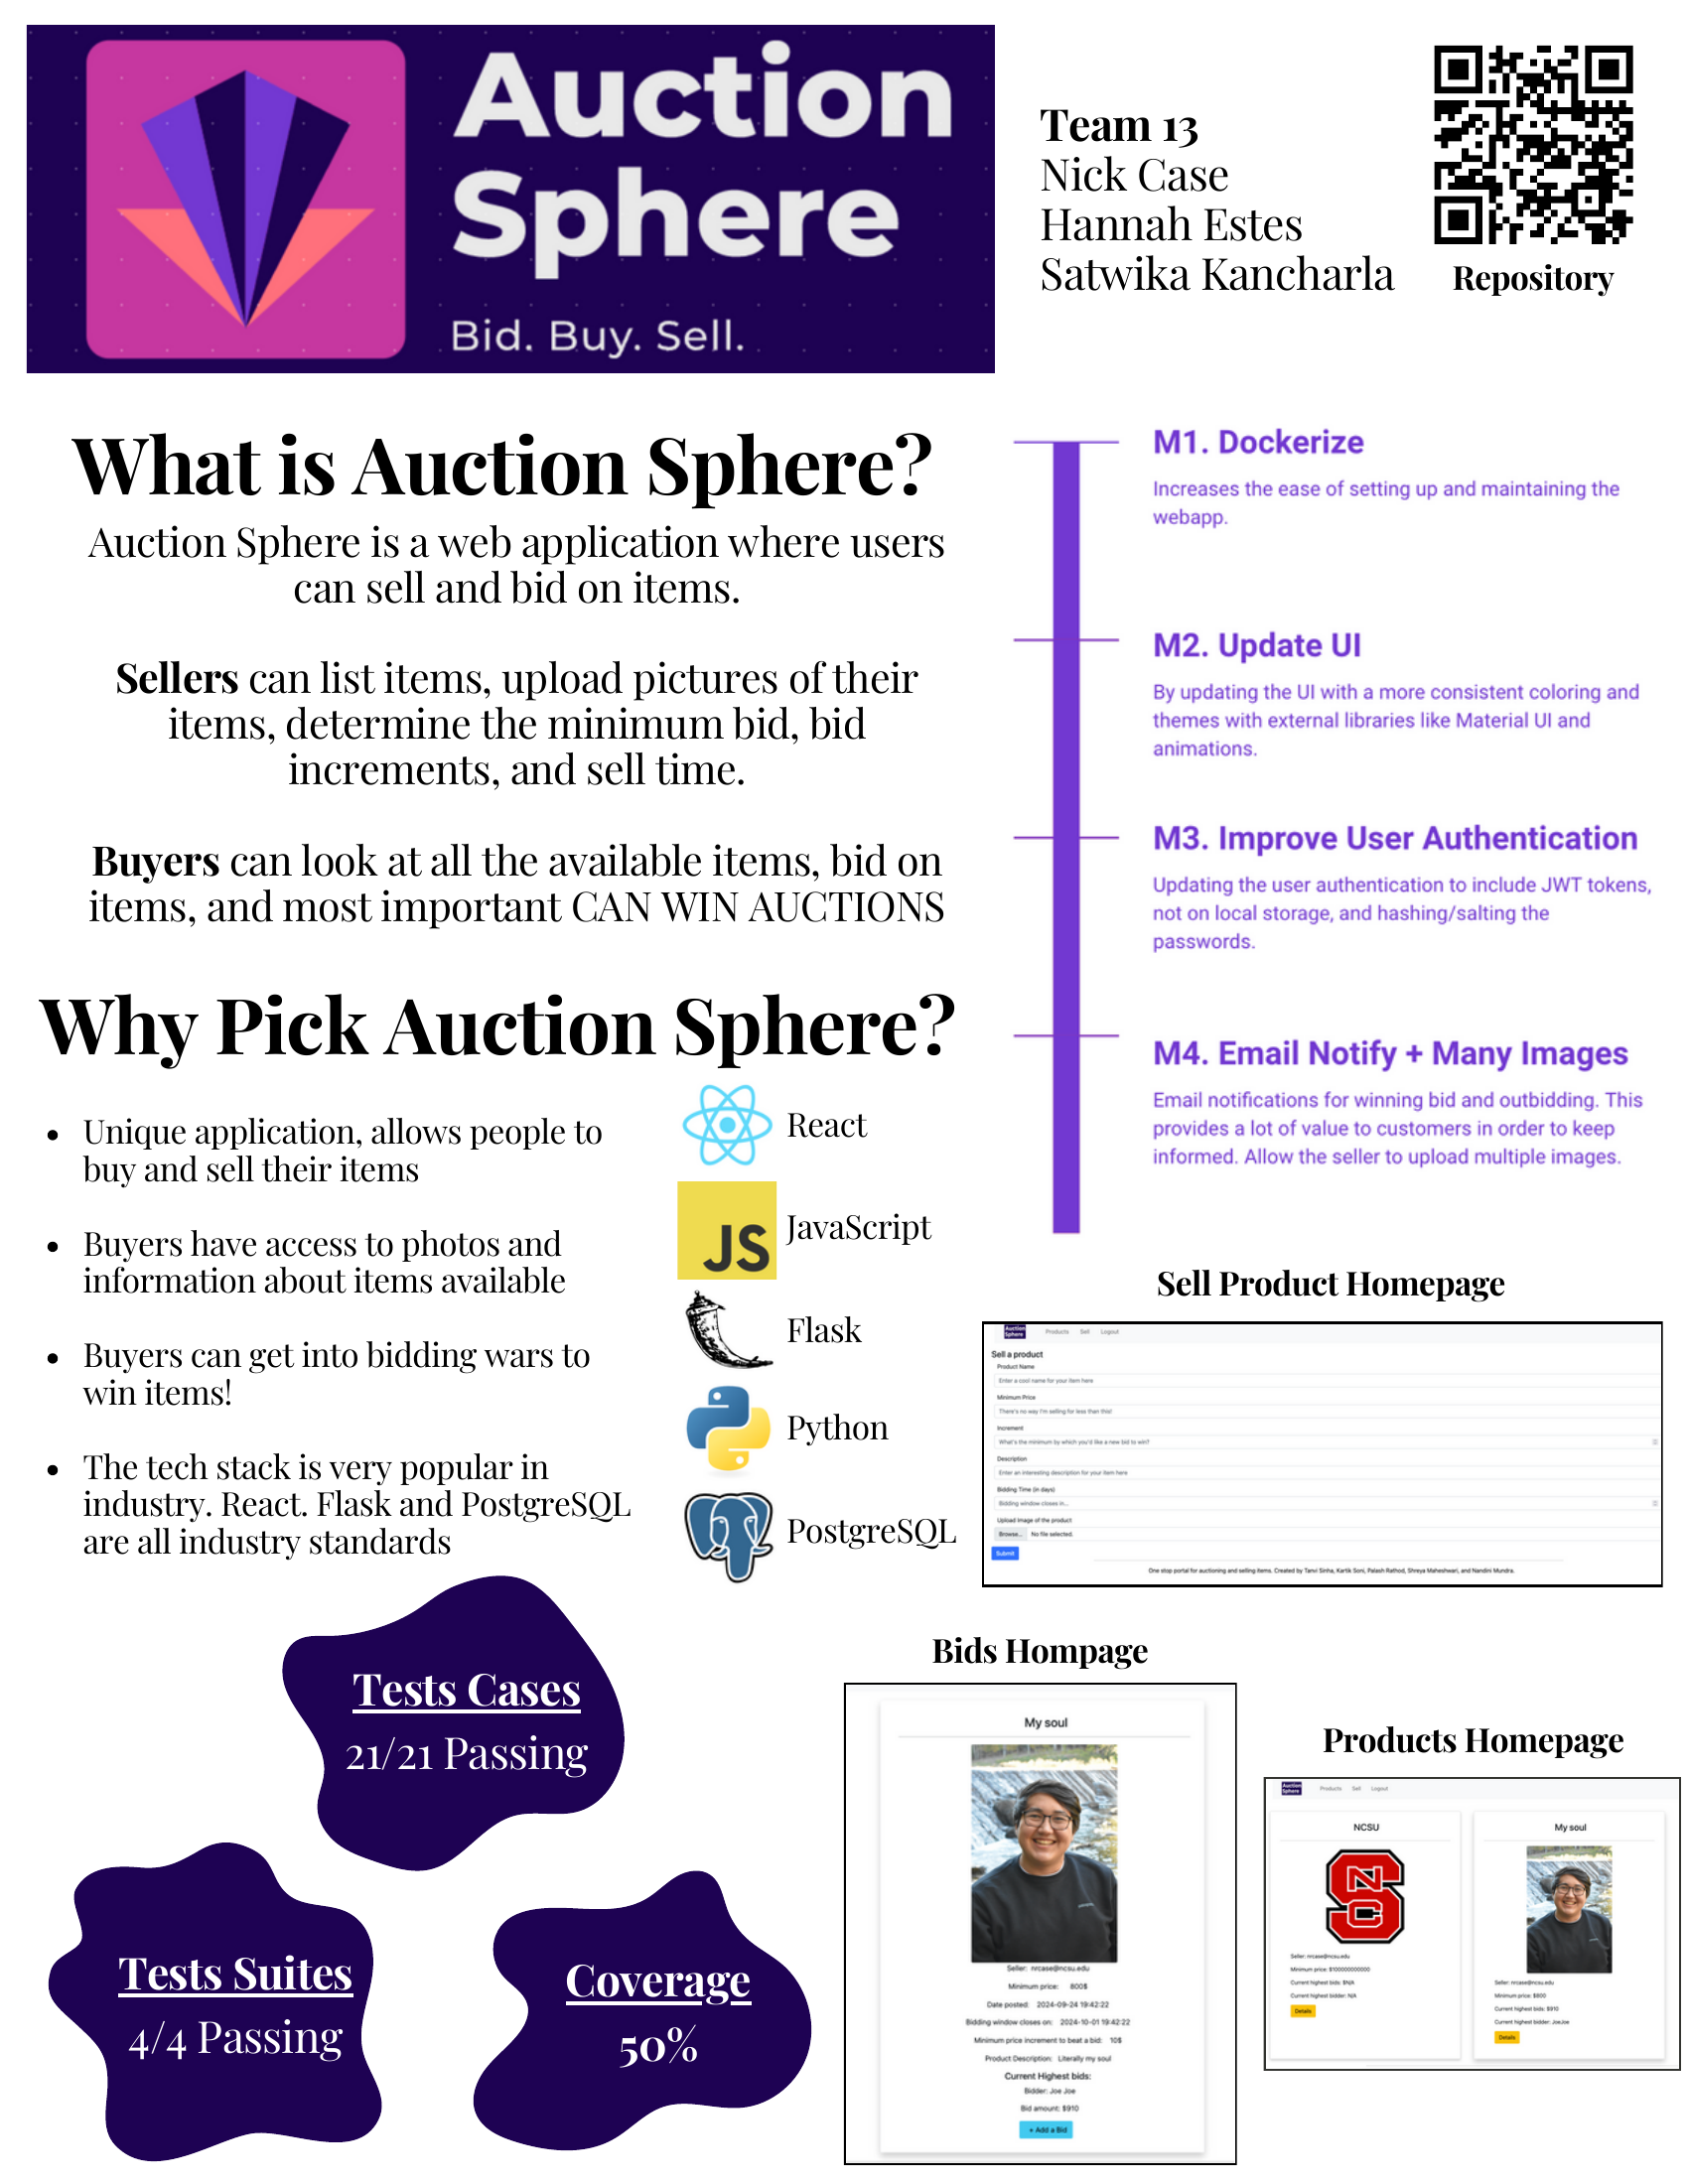 Auction
Sphere
Bid. Buy. Sell.
Team 13
Nick Case
Hannah Estes
Satwika Kancharla
Repository
What is Auction Sphere?
Auction Sphere is a web application where users
can sell and bid on items.
Sellers can list items, upload pictures of their
items, determine the minimum bid, bid
increments, and sell time.
Buyers can look at all the available items, bid on
items, and most important CAN WIN AUCTIONS
M1. Dockerize
Increases the ease of setting up and maintaining the
webapp.
M2. Update UI
By updating the UI with a more consistent coloring and
themes with external libraries like Material UI and
animations.
M3. Improve User Authentication
Updating the user authentication to include JWT tokens,
not on local storage, and hashing/salting the
passwords.
M4. Email Notify + Many Images
Email notifications for winning bid and outbidding. This
provides a lot of value to customers in order to keep
informed. Allow the seller to upload multiple images.
Why Pick Auction Sphere?
• Unique application, allows people to
buy and sell their items
• Buyers have access to photos and
information about items available
• Buyers can get into bidding wars to
win items!
• The tech stack is very popular in
industry. React. Flask and PostgreSQL
are all industry standards
React
JS JavaScript
Flask
Python
PostgreSQL
Sell Product Homepage
Auction
Sphere
Products Sell Logout
Sell a product
Product Name
Enter a cool name for your item here
Minimum Price
There's no way I'm selling for less than this!
Increment
What's the minimum by which you'd like a new bid to win?
Description
Enter an interesting description for your item here
Bidding Time (in days)
Bidding window closes in...
Upload Image of the product
Browse... No file selected.
Submit
One stop portal for auctioning and selling items. Created by Tanvi Sinha, Kartik Soni, Palash Rathod, Shreya Maheshwari, and Nandini Mundra.
Tests Cases
21/21 Passing
Tests Suites
4/4 Passing
Coverage
50%
Bids Hompage
My soul
Seller: nrcase@ncsu.edu
Minimum price: 800$
Date posted: 2024-09-24 19:42:22
Bidding window closes on: 2024-10-01 19:42:22
Minimum price increment to beat a bid: 10$
Product Description: Literally my soul
Current Highest bids:
Bidder: Joe Joe
Bid amount: $910
+ Add a Bid
Products Homepage
Auction
Sphere
Products Sell Logout
NCSU
NSC
Seller: nrcase@ncsu.edu
Minimum price: $100000000000
Current highest bids: $N/A
Current highest bidder: N/A
Details
My soul
Seller: nrcase@ncsu.edu
Minimum price: $800
Current highest bids: $910
Current highest bidder: JoeJoe
Details